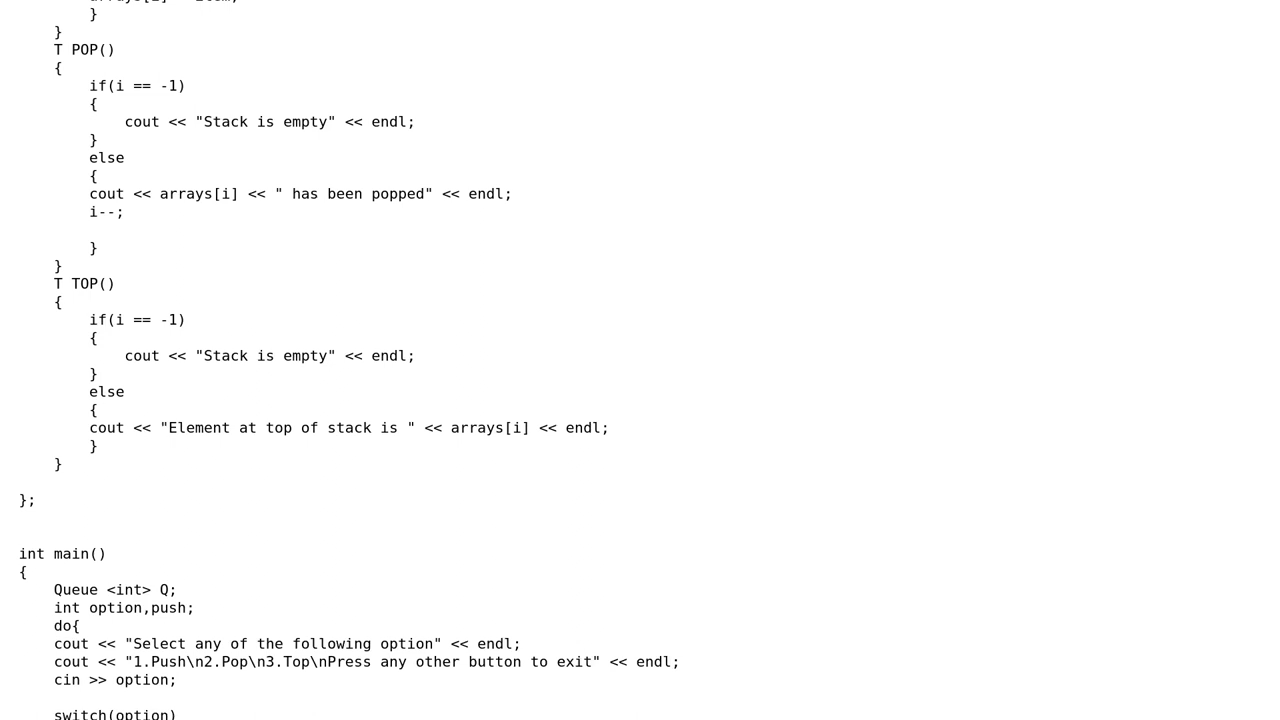 }
    }
    T POP()
    {
        if(i == -1)
        {
            cout << "Stack is empty" << endl;
        }
        else
        {
        cout << arrays[i] << " has been popped" << endl;
        i--;

        }
    }
    T TOP()
    {
        if(i == -1)
        {
            cout << "Stack is empty" << endl;
        }
        else
        {
        cout << "Element at top of stack is " << arrays[i] << endl;
        }
    }

};


int main()
{
    Queue <int> Q;
    int option,push;
    do{
    cout << "Select any of the following option" << endl;
    cout << "1.Push\n2.Pop\n3.Top\nPress any other button to exit" << endl;
    cin >> option;

    switch(option)